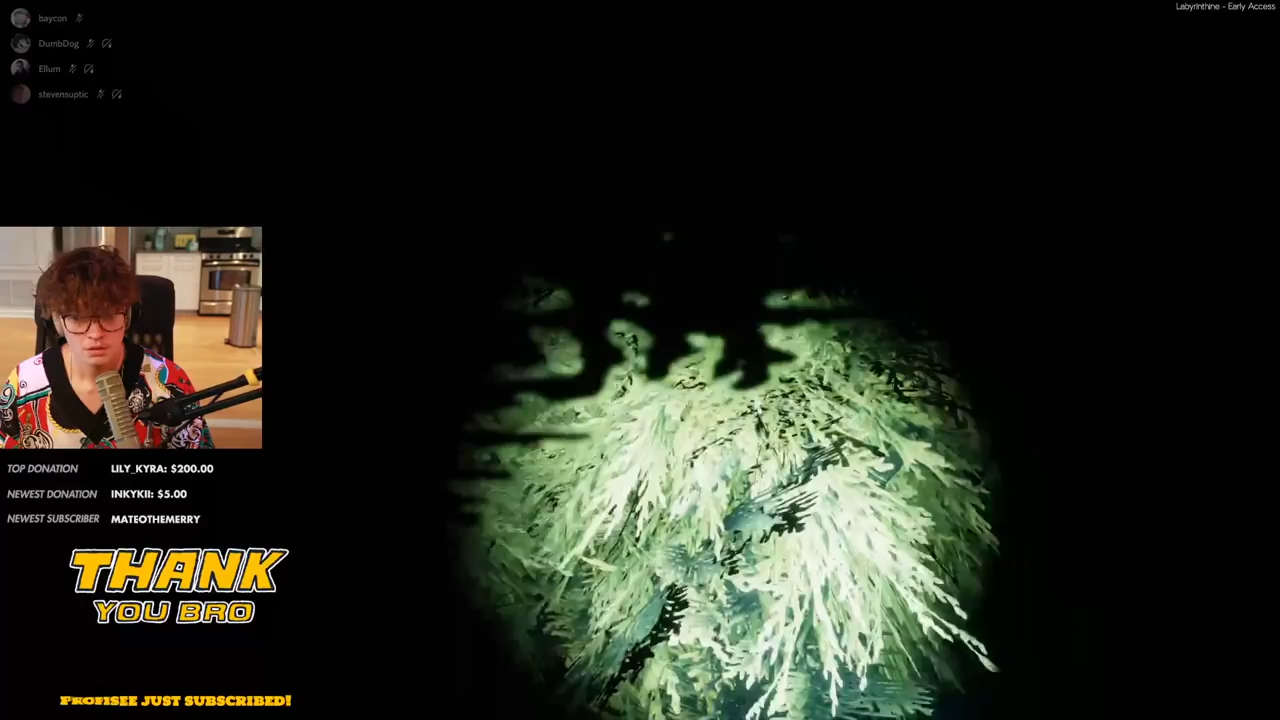 Labyrinthine - Early Access
baycon
DumbDog
Ellum
stevensuptic
TOP DONATION LILY_KYRA: $200.00
NEWEST DONATION INKYKII: $5.00
NEWEST SUBSCRIBER MATEOTHEMERRY
THANK
YOU BRO
PROFISEE JUST SUBSCRIBED!